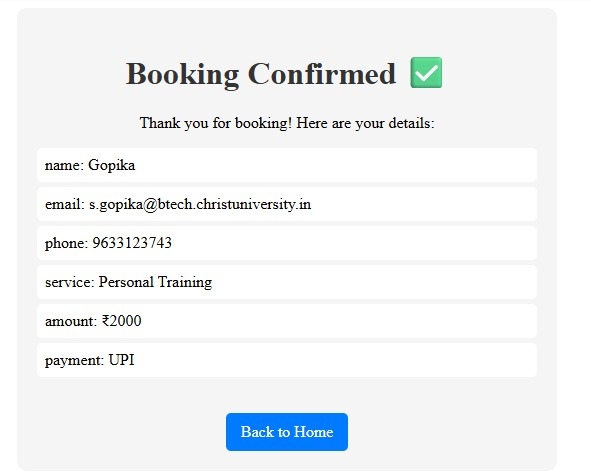 Booking Confirmed ✅
Thank you for booking! Here are your details:
name: Gopika
email: s.gopika@btech.christuniversity.in
phone: 9633123743
service: Personal Training
amount: ₹2000
payment: UPI
Back to Home